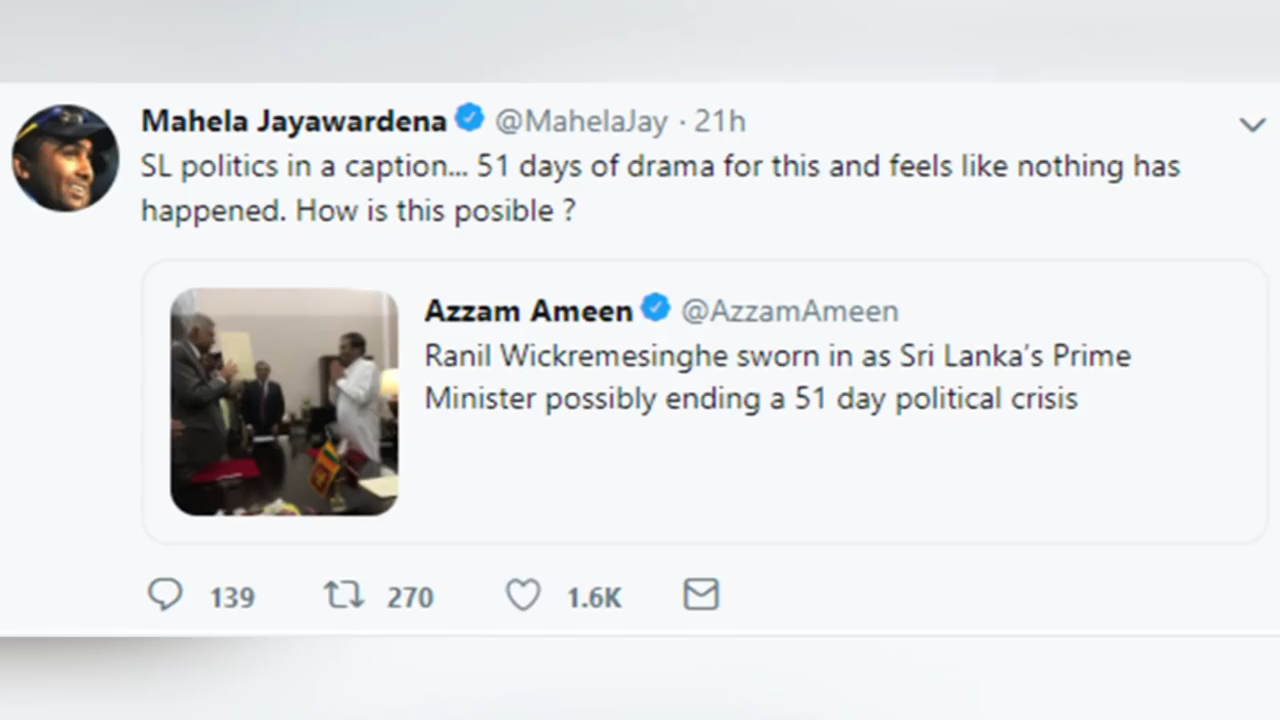 Mahela Jayawardena @MahelaJay · 21h
SL politics in a caption... 51 days of drama for this and feels like nothing has
happened. How is this posible ?
Azzam Ameen @AzzamAmeen
Ranil Wickremesinghe sworn in as Sri Lanka's Prime
Minister possibly ending a 51 day political crisis
139 270 1.6K